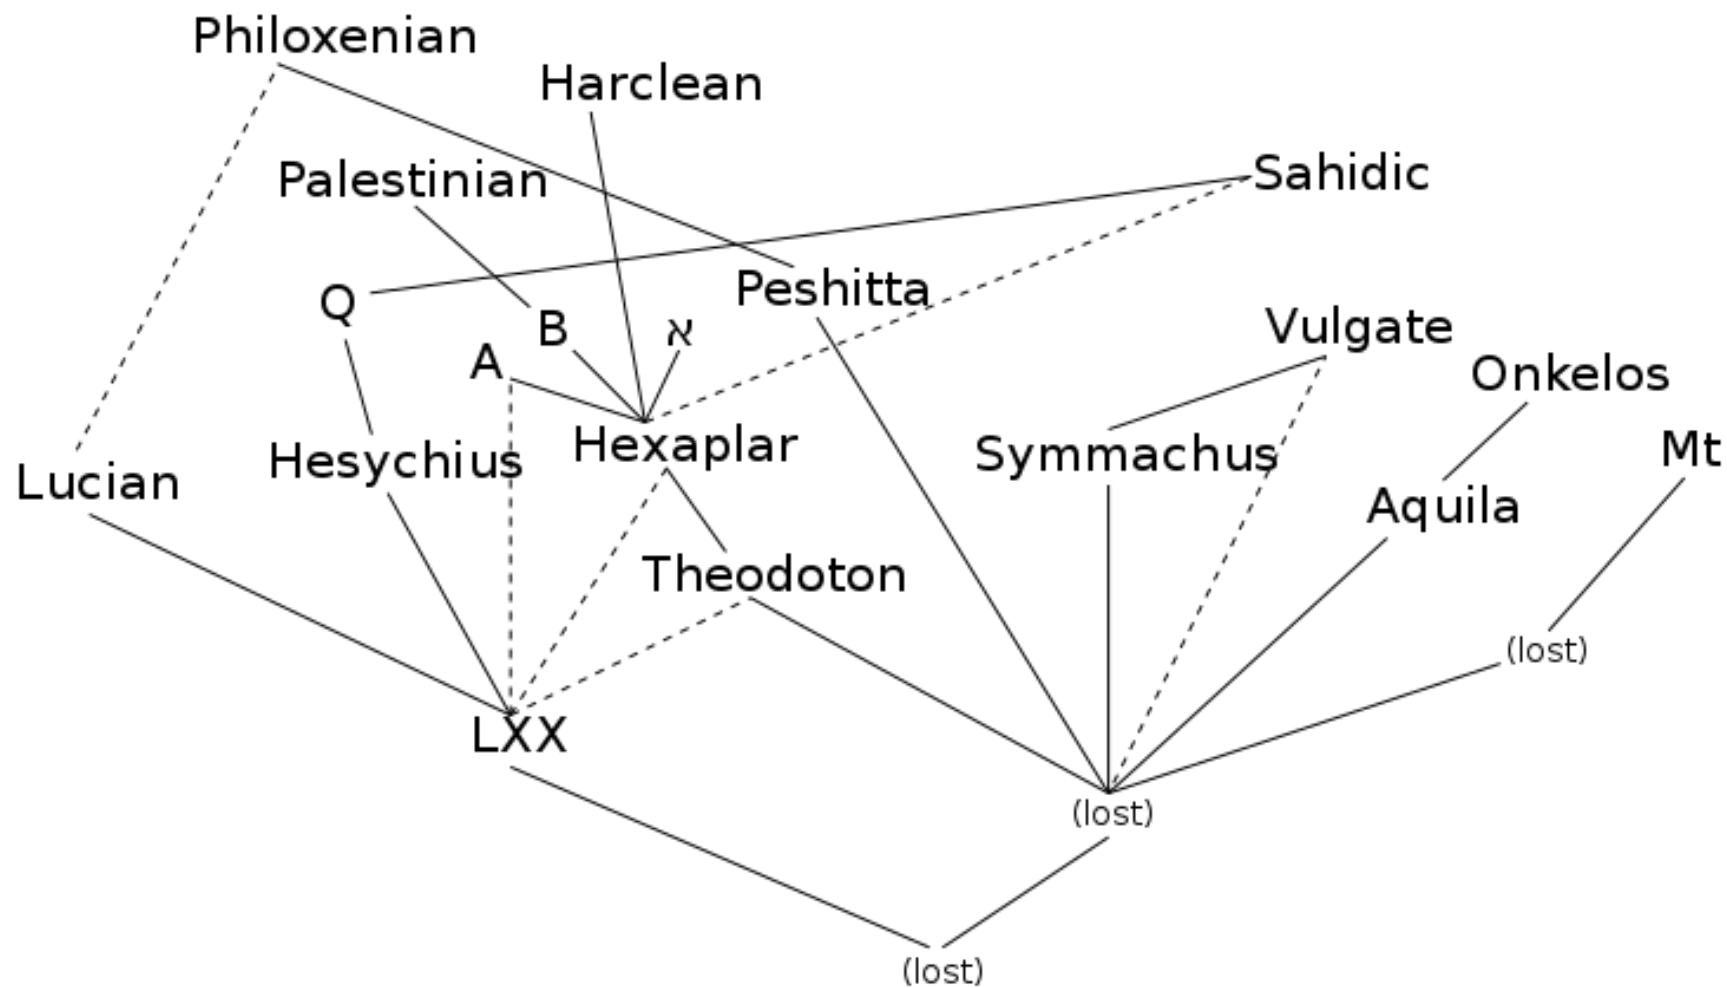 Philoxenian
Harclean
Palestinian
Sahidic
Peshitta
Q
B
א
Vulgate
A
Onkelos
Hexaplar
Mt
Hesychius
Symmachus
Lucian
Aquila
Theodoton
(lost)
LXX
(lost)
(lost)